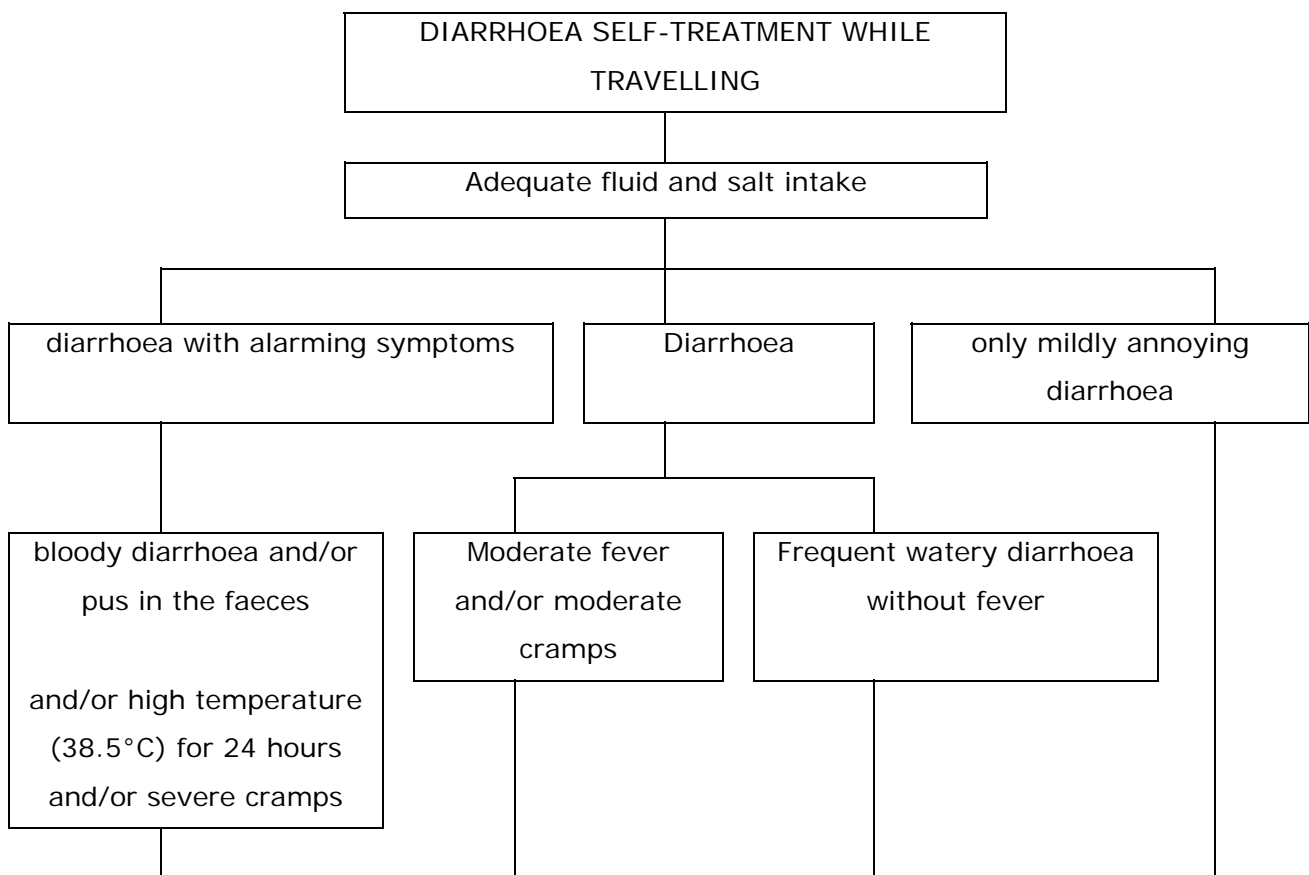 DIARRHOEA SELF-TREATMENT WHILE
TRAVELLING
Adequate fluid and salt intake
diarrhoea with alarming symptoms
Diarrhoea
only mildly annoying
diarrhoea
bloody diarrhoea and/or
pus in the faeces
and/or high temperature
(38.5°C) for 24 hours
and/or severe cramps
Moderate fever
and/or moderate
cramps
Frequent watery diarrhoea
without fever